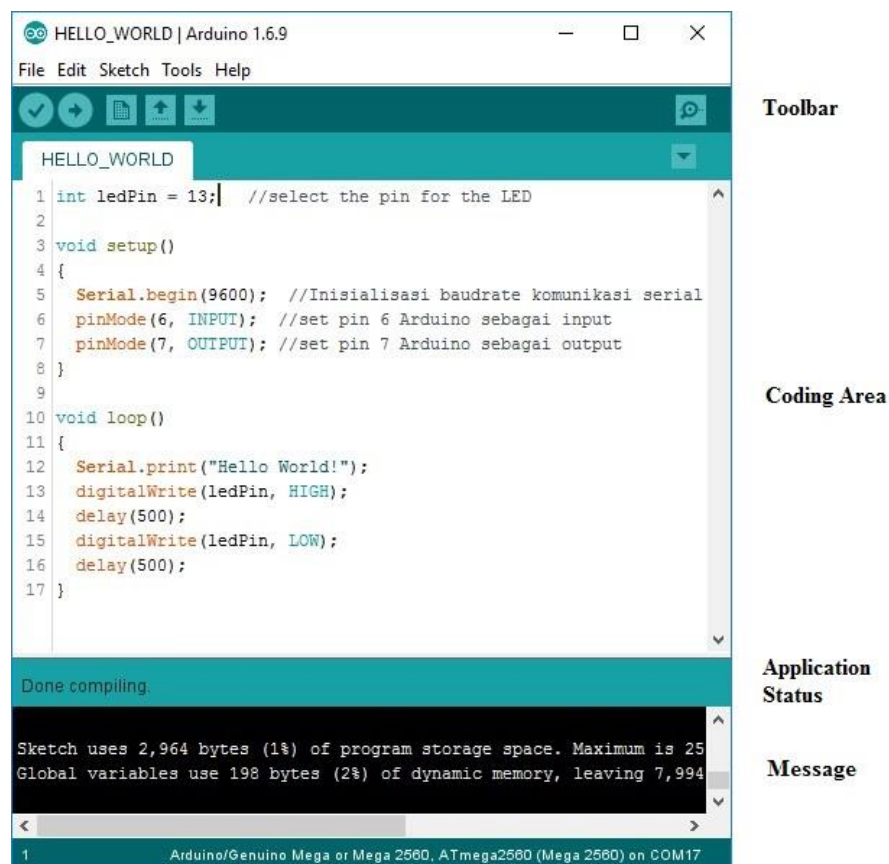 HELLO_WORLD | Arduino 1.6.9
File Edit Sketch Tools Help
Toolbar
HELLO_WORLD
1 int ledPin = 13; //select the pin for the LED
2
3 void setup()
4 {
5 Serial.begin(9600); //Inisialisasi baudrate komunikasi serial
6 pinMode(6, INPUT); //set pin 6 Arduino sebagai input
7 pinMode(7, OUTPUT); //set pin 7 Arduino sebagai output
8 }
9
10 void loop()
11 {
12 Serial.print("Hello World!");
13 digitalWrite(ledPin, HIGH);
14 delay(500);
15 digitalWrite(ledPin, LOW);
16 delay(500);
17 }
Coding Area
Done compiling.
Application
Status
Sketch uses 2,964 bytes (1%) of program storage space. Maximum is 25
Global variables use 198 bytes (2%) of dynamic memory, leaving 7,994
Message
1 Arduino/Genuino Mega or Mega 2560, ATmega2560 (Mega 2560) on COM17